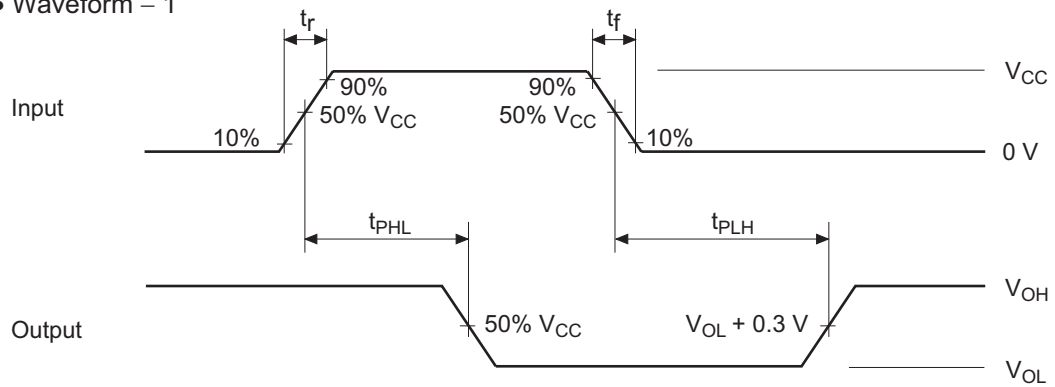 • Waveform – 1
tr
tf
Input
90%
90%
VCC
50% VCC
50% VCC
10%
10%
0 V
tPHL
tPLH
VOH
Output
50% VCC
VOL + 0.3 V
VOL